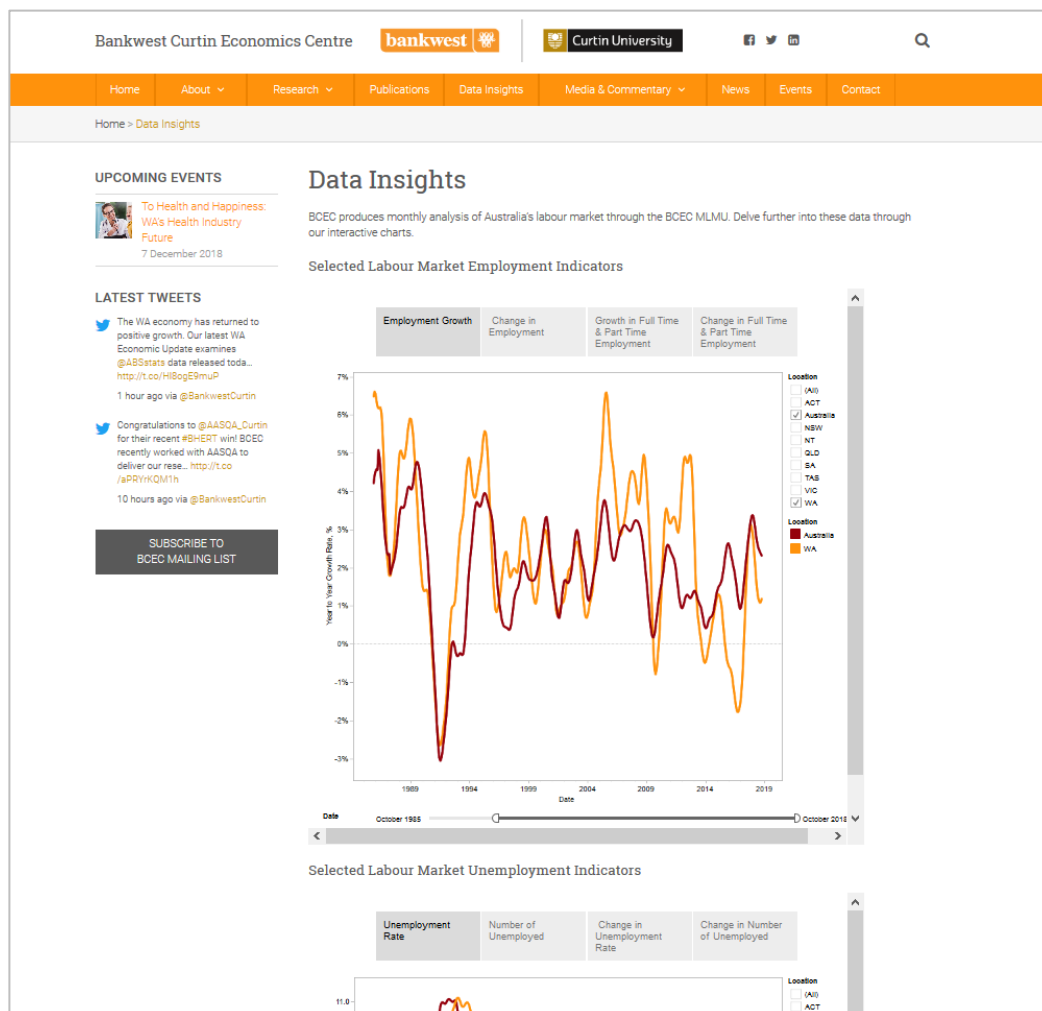 Bankwest Curtin Economics Centre
bankwest
Curtin University
Home
About
Research
Publications
Data Insights
Media & Commentary
News
Events
Contact
Home > Data Insights
UPCOMING EVENTS
To Health and Happiness:
WA's Health Industry
Future
7 December 2018
LATEST TWEETS
The WA economy has returned to
positive growth. Our latest WA
Economic Update examines
@ABSstats data released toda...
http://t.co/HI8ogE9muP
1 hour ago via @BankwestCurtin
Congratulations to @AASQA_Curtin
for their recent #BHERT win! BCEC
recently worked with AASQA to
deliver our rese... http://t.co
/aPRYrKQM1h
10 hours ago via @BankwestCurtin
SUBSCRIBE TO
BCEC MAILING LIST
Data Insights
BCEC produces monthly analysis of Australia's labour market through the BCEC MLMU. Delve further into these data through
our interactive charts.
Selected Labour Market Employment Indicators
Employment Growth
Change in
Employment
Growth in Full Time
& Part Time
Employment
Change in Full Time
& Part Time
Employment
7%
6%
5%
4%
3%
2%
1%
0%
-1%
-2%
-3%
Year to Year Growth Rate, %
1989
1994
1999
2004
2009
2014
2019
Date
Location
(All)
ACT
Australia
NSW
NT
QLD
SA
TAS
VIC
WA
Location
Australia
WA
Date
October 1985
October 2018
Selected Labour Market Unemployment Indicators
Unemployment
Rate
Number of
Unemployed
Change in
Unemployment
Rate
Change in Number
of Unemployed
11.0
Location
(All)
ACT